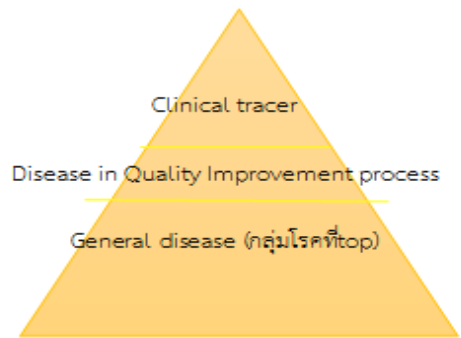 Clinical tracer
Disease in Quality Improvement process
General disease (กลุ่มโรคที่top)